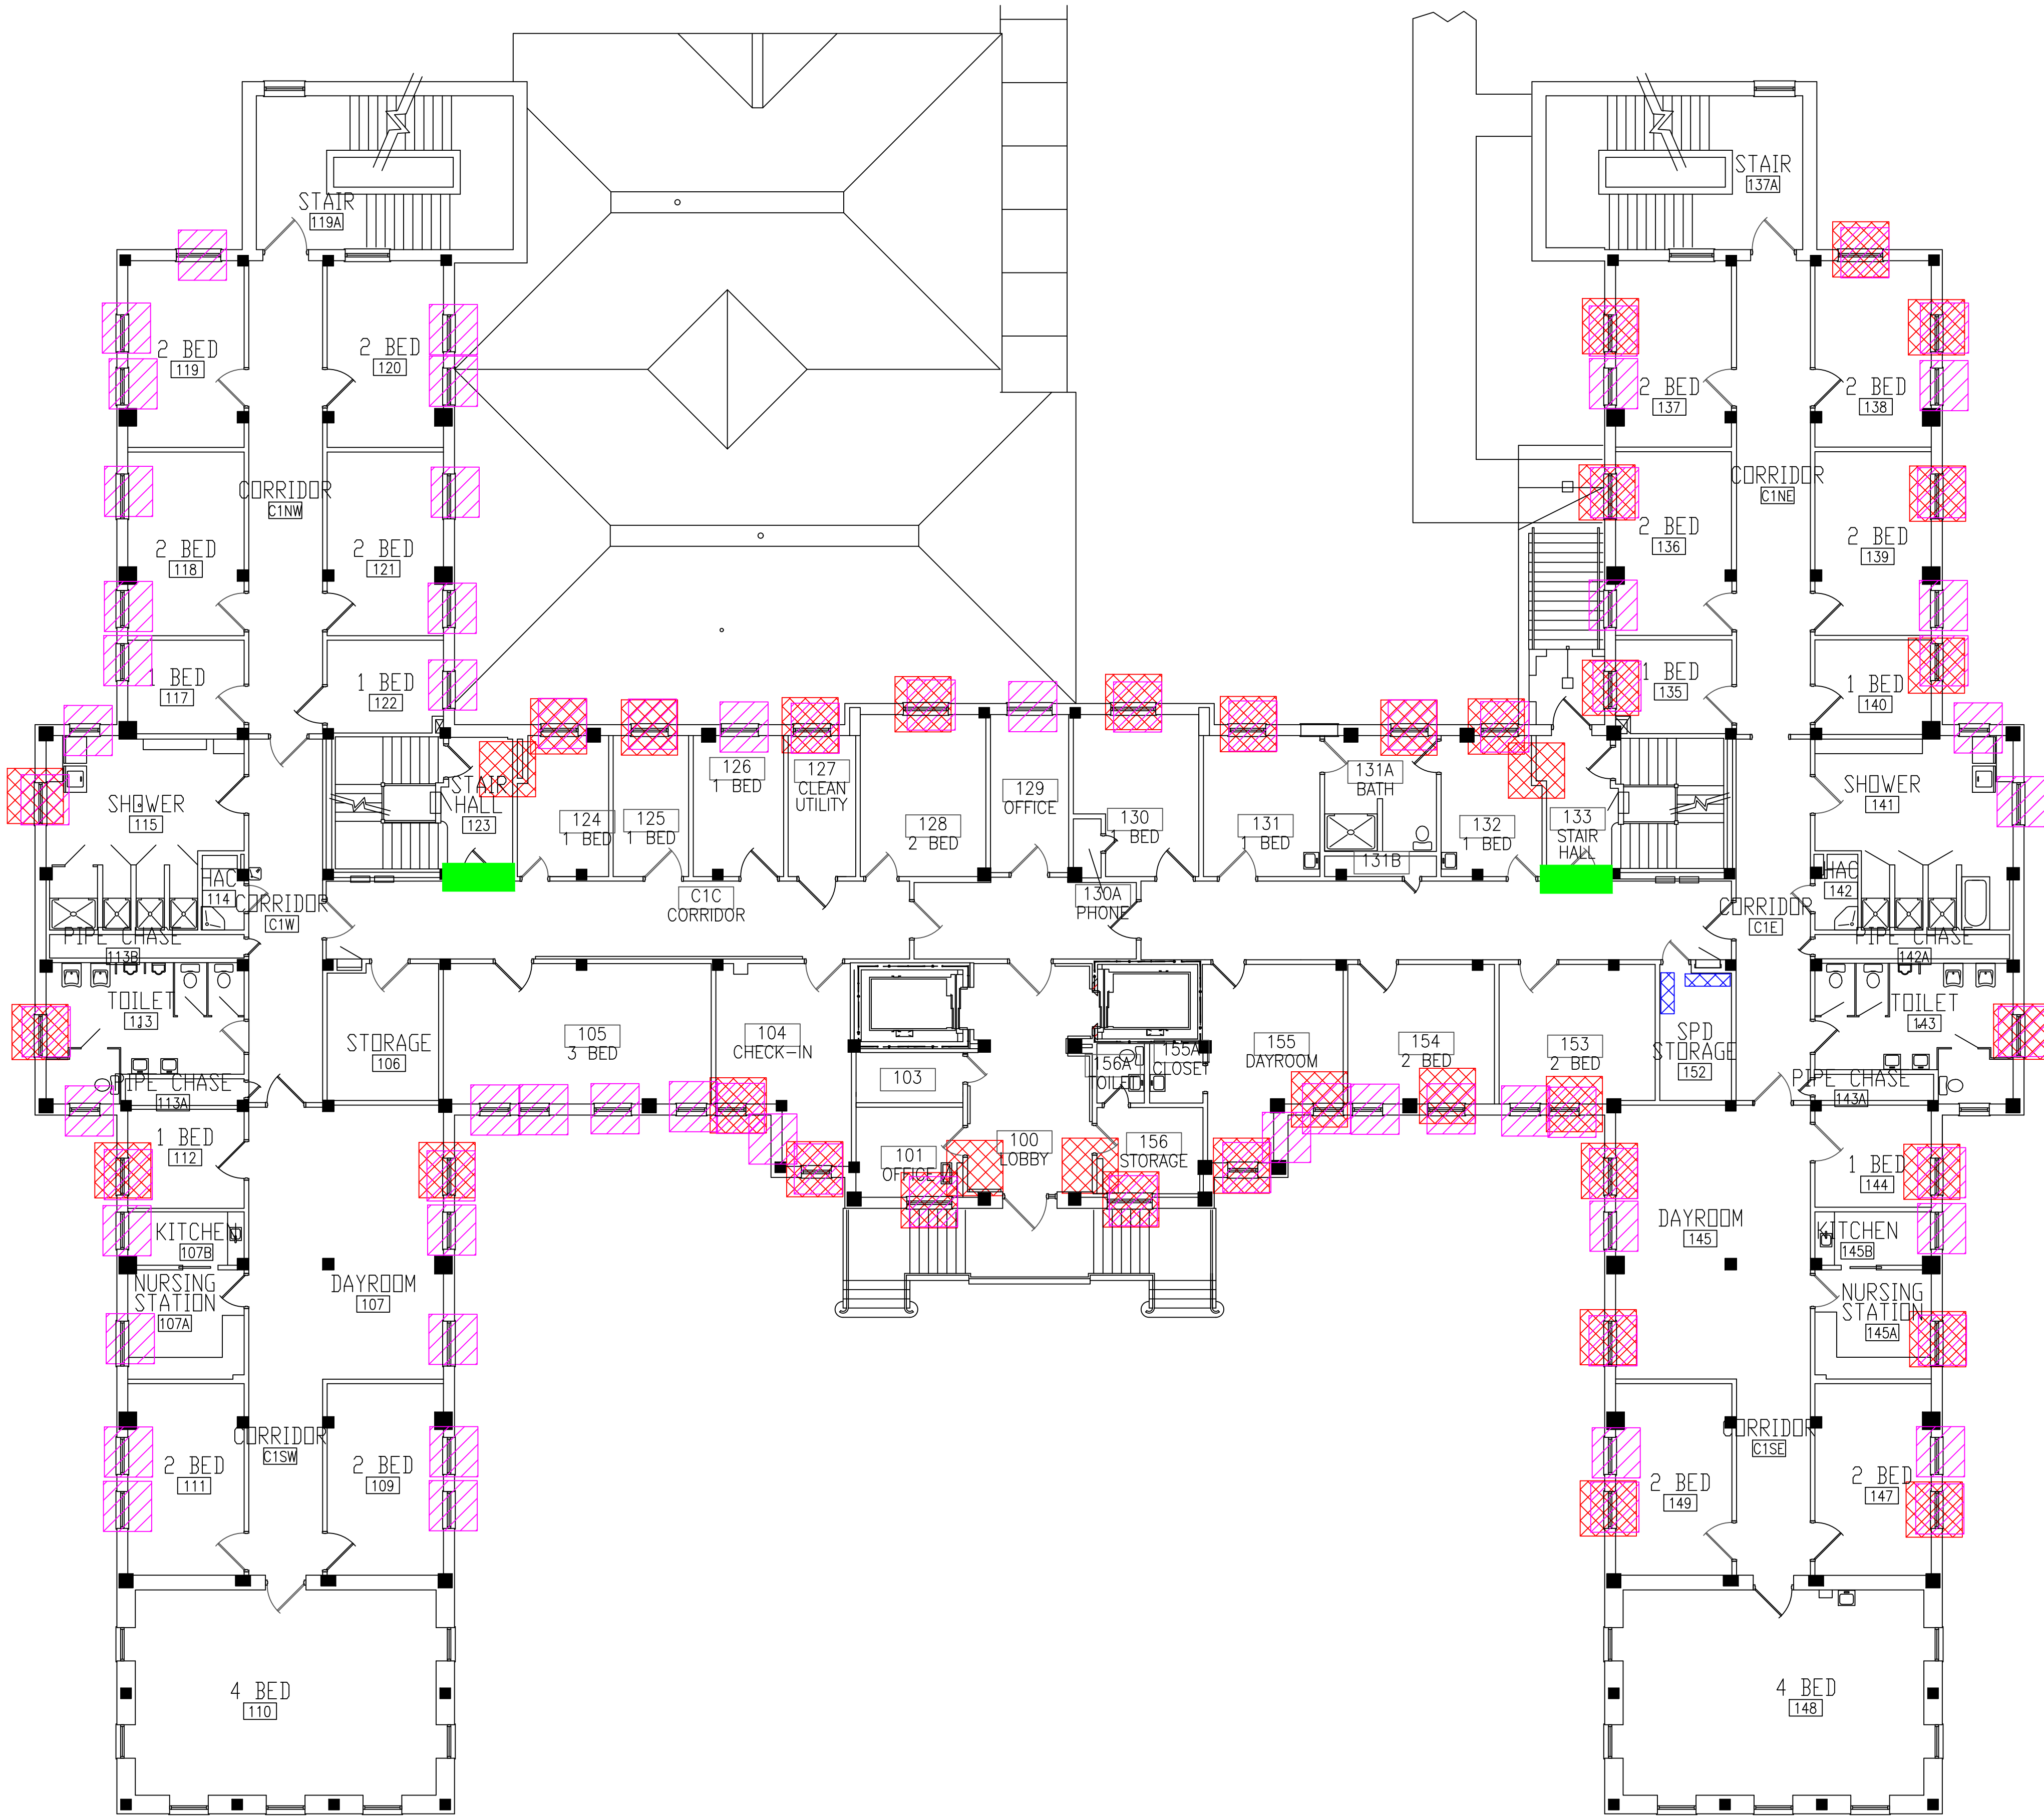 STAIR
119A
STAIR
137A
2 BED
119
2 BED
120
2 BED
137
2 BED
138
CORRIDOR
C1NW
CORRIDOR
C1NE
2 BED
118
2 BED
121
2 BED
136
2 BED
139
1 BED
117
1 BED
122
1 BED
135
1 BED
140
SHOWER
115
STAIR
HALL
123
124
1 BED
125
1 BED
126
1 BED
127
CLEAN
UTILITY
128
2 BED
129
OFFICE
130
1 BED
131
1 BED
131A
BATH
131B
132
1 BED
133
STAIR
HALL
SHOWER
141
HAC
114
HAC
142
CORRIDOR
C1W
C1C
CORRIDOR
130A
PHONE
CORRIDOR
C1E
PIPE CHASE
113B
PIPE CHASE
142A
TOILET
113
STORAGE
106
105
3 BED
104
CHECK-IN
103
156A
TOILET
155A
CLOSET
155
DAYROOM
154
2 BED
153
2 BED
SPD
STORAGE
152
TOILET
143
PIPE CHASE
113A
PIPE CHASE
143A
1 BED
112
101
OFFICE
100
LOBBY
156
STORAGE
1 BED
144
KITCHEN
107B
DAYROOM
145
KITCHEN
145B
NURSING
STATION
107A
DAYROOM
107
NURSING
STATION
145A
CORRIDOR
C1SW
CORRIDOR
C1SE
2 BED
111
2 BED
109
2 BED
149
2 BED
147
4 BED
110
4 BED
148